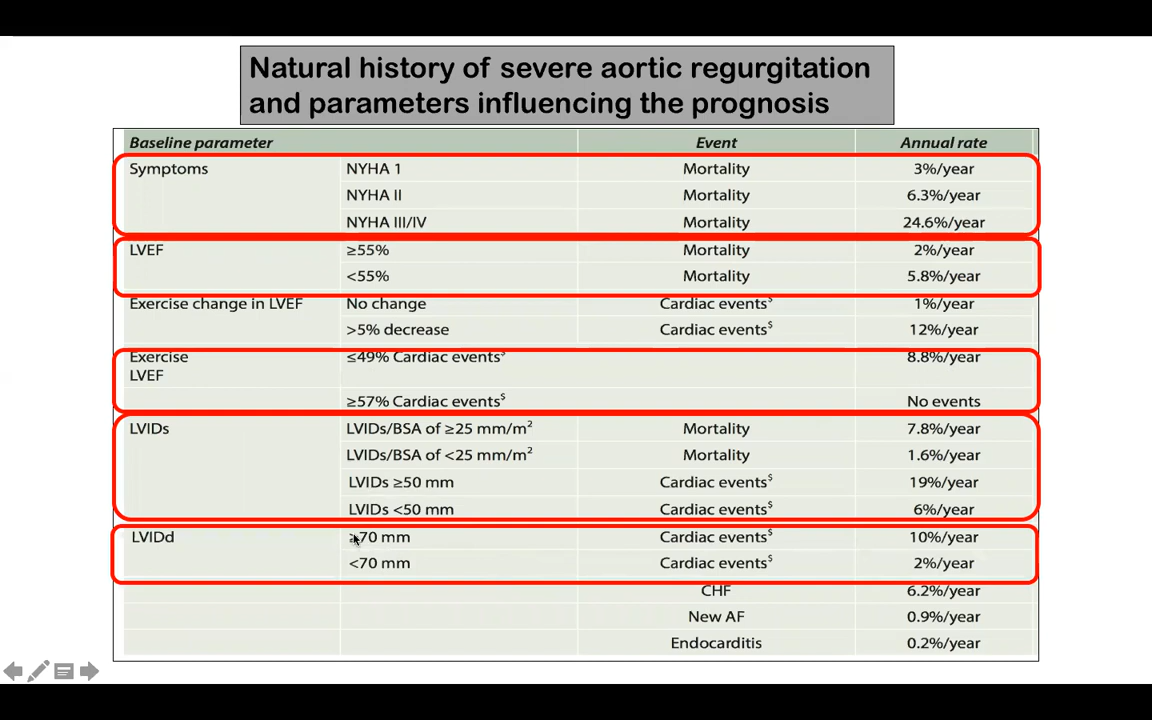 Natural history of severe aortic regurgitation
and parameters influencing the prognosis
Baseline parameter Event Annual rate
Symptoms NYHA 1 Mortality 3%/year
NYHA II Mortality 6.3%/year
NYHA III/IV Mortality 24.6%/year
LVEF ≥55% Mortality 2%/year
<55% Mortality 5.8%/year
Exercise change in LVEF No change Cardiac events$ 1%/year
>5% decrease Cardiac events$ 12%/year
Exercise ≤49% Cardiac events$ 8.8%/year
LVEF
≥57% Cardiac events$ No events
LVIDs LVIDs/BSA of ≥25 mm/m² Mortality 7.8%/year
LVIDs/BSA of <25 mm/m² Mortality 1.6%/year
LVIDs ≥50 mm Cardiac events$ 19%/year
LVIDs <50 mm Cardiac events$ 6%/year
LVIDd ≥70 mm Cardiac events$ 10%/year
<70 mm Cardiac events$ 2%/year
CHF 6.2%/year
New AF 0.9%/year
Endocarditis 0.2%/year